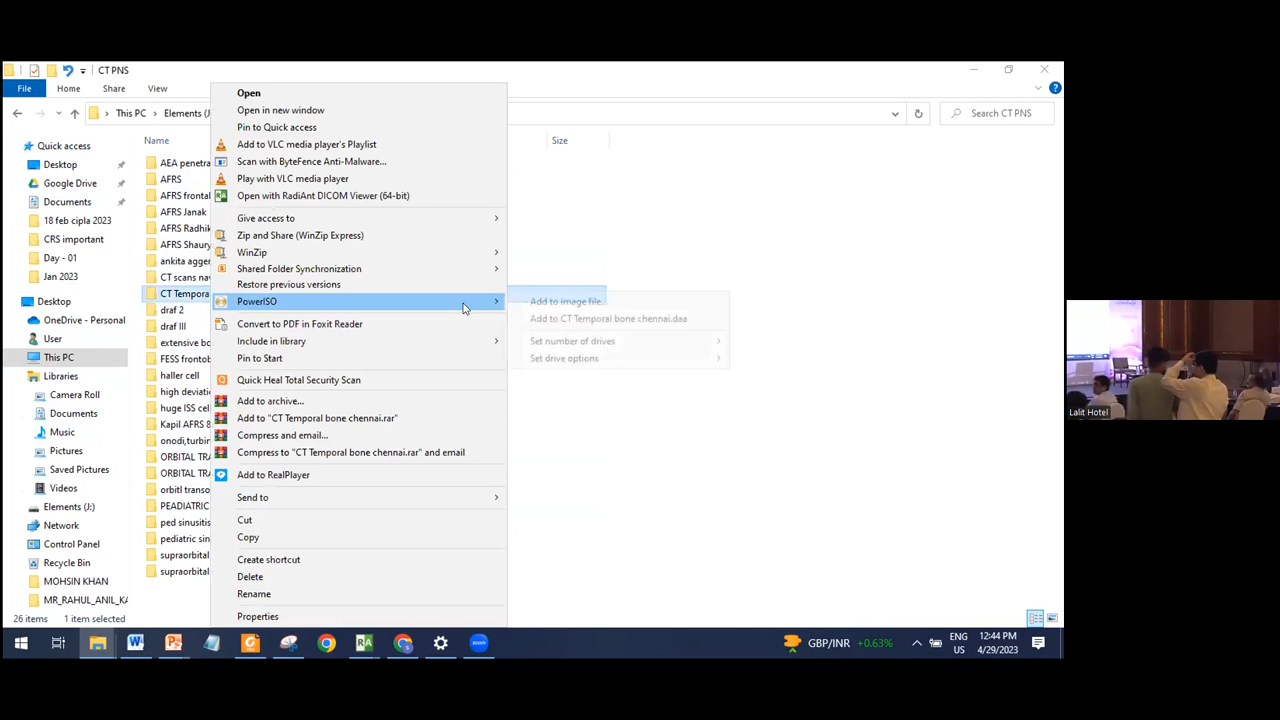 CT PNS
File
Home
Share
View
This PC
Elements (J
Search CT PNS
Name
Size
Quick access
Desktop
Google Drive
Documents
18 feb cipla 2023
CRS important
Day - 01
Jan 2023
Desktop
OneDrive - Personal
User
This PC
Libraries
Camera Roll
Documents
Music
Pictures
Saved Pictures
Videos
Elements (J:)
Network
Control Panel
Recycle Bin
MOHSIN KHAN
MR_RAHUL_ANIL_KA
AEA penetra
AFRS
AFRS frontal
AFRS Janak
AFRS Radhik
AFRS Shaury
ankita agger
CT scans nav
CT Tempora
draf 2
draf III
extensive bo
FESS frontob
haller cell
high deviatio
huge ISS cell
Kapil AFRS 8
onodi,turbin
ORBITAL TRA
ORBITAL TRA
orbitl transo
PEADIATRIC
ped sinusitis
pediatric sin
supraorbital
supraorbital
Open
Open in new window
Pin to Quick access
Add to VLC media player's Playlist
Scan with ByteFence Anti-Malware...
Play with VLC media player
Open with RadiAnt DICOM Viewer (64-bit)
Give access to
Zip and Share (WinZip Express)
WinZip
Shared Folder Synchronization
Restore previous versions
PowerISO
Convert to PDF in Foxit Reader
Include in library
Pin to Start
Quick Heal Total Security Scan
Add to archive...
Add to "CT Temporal bone chennai.rar"
Compress and email...
Compress to "CT Temporal bone chennai.rar" and email
Add to RealPlayer
Send to
Cut
Copy
Create shortcut
Delete
Rename
Properties
Add to image file...
Add to CT Temporal bone chennai.daa
Set number of drives
Set drive options
Lalit Hotel
26 items
1 item selected
RA
zoom
GBP/INR +0.63%
ENG
US
12:44 PM
4/29/2023